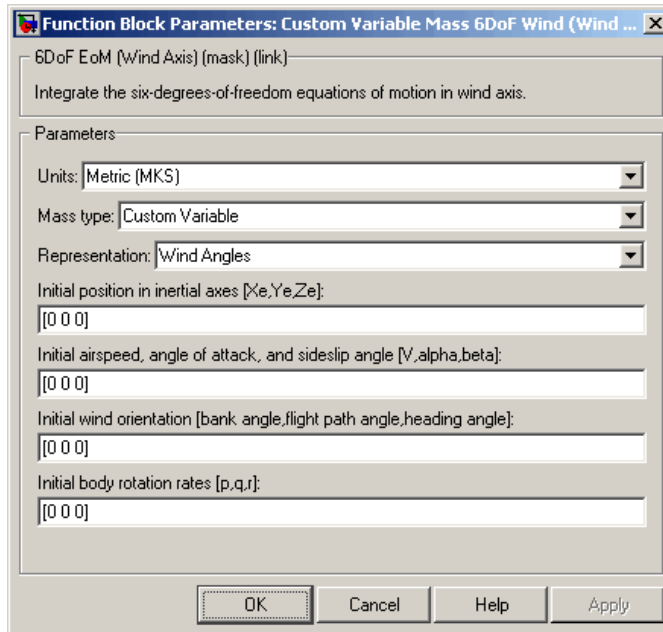 Function Block Parameters: Custom Variable Mass 6DoF Wind (Wind ...
6DoF EoM (Wind Axis) (mask) (link)
Integrate the six-degrees-of-freedom equations of motion in wind axis.
Parameters
Units: Metric (MKS)
Mass type: Custom Variable
Representation: Wind Angles
Initial position in inertial axes [Xe,Ye,Ze]:
[0 0 0]
Initial airspeed, angle of attack, and sideslip angle [V,alpha,beta]:
[0 0 0]
Initial wind orientation [bank angle,flight path angle,heading angle]:
[0 0 0]
Initial body rotation rates [p,q,r]:
[0 0 0]
OK Cancel Help Apply